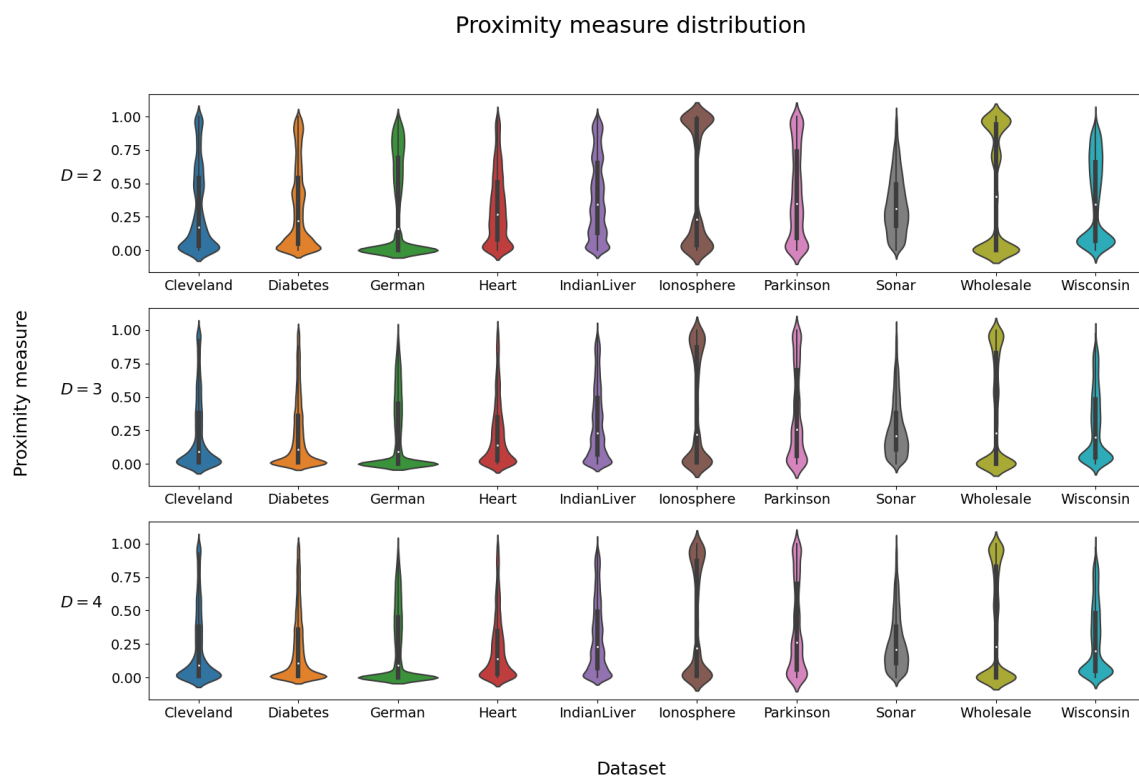 Proximity measure distribution
Proximity measure
D = 2
1.00
0.75
0.50
0.25
0.00
Cleveland Diabetes German Heart IndianLiver Ionosphere Parkinson Sonar Wholesale Wisconsin
D = 3
1.00
0.75
0.50
0.25
0.00
Cleveland Diabetes German Heart IndianLiver Ionosphere Parkinson Sonar Wholesale Wisconsin
D = 4
1.00
0.75
0.50
0.25
0.00
Cleveland Diabetes German Heart IndianLiver Ionosphere Parkinson Sonar Wholesale Wisconsin
Dataset